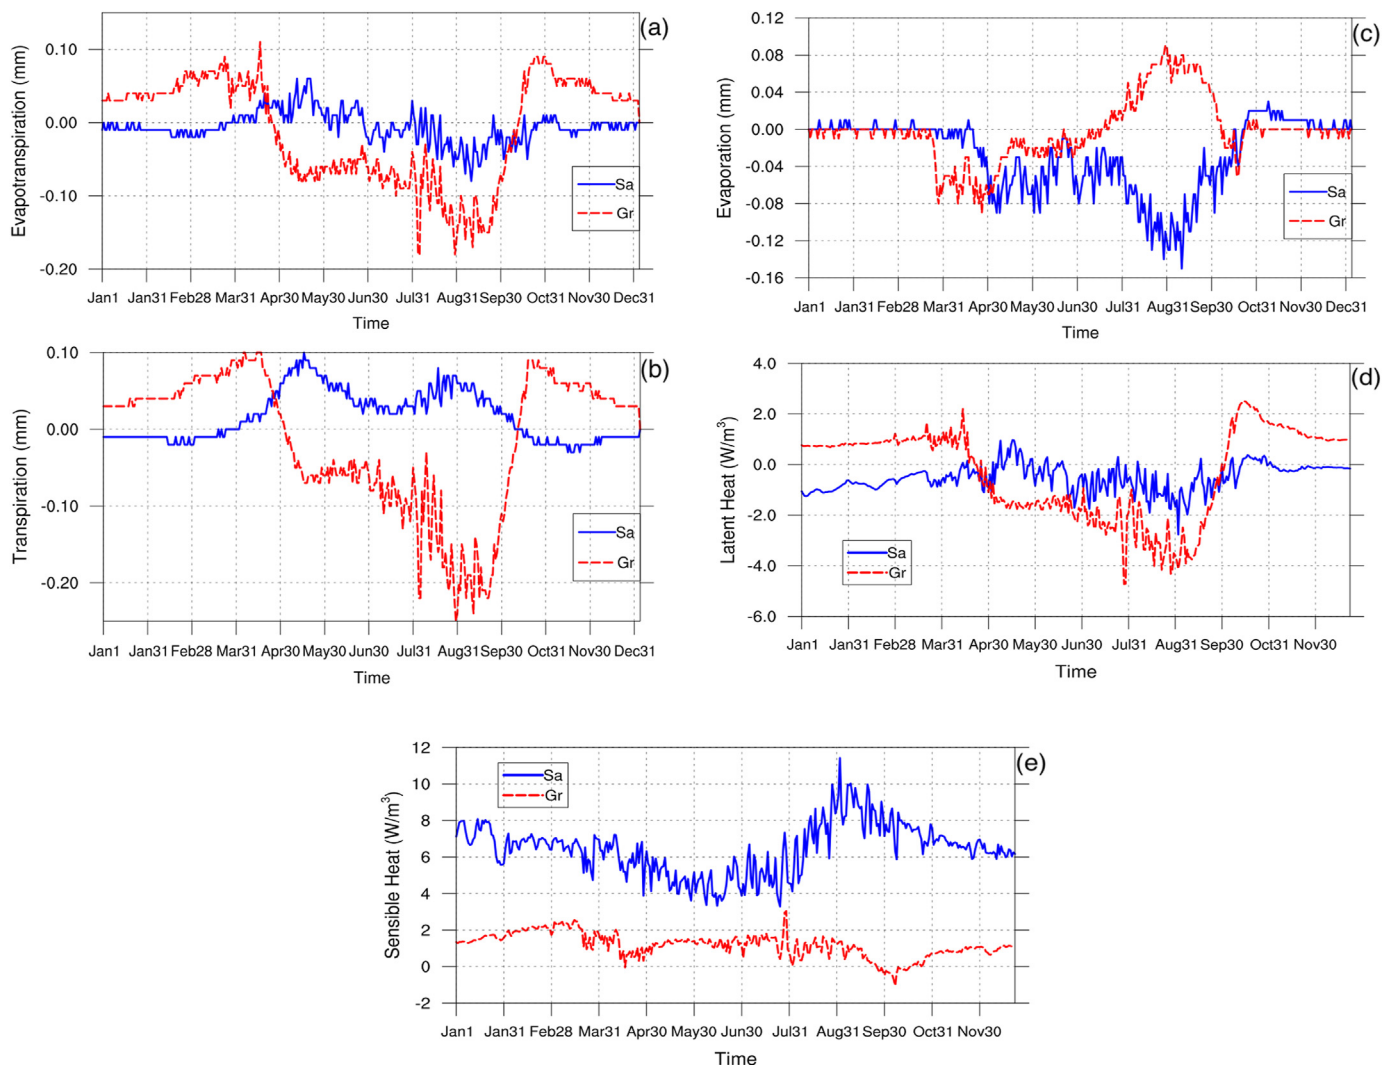 (a)
Evapotranspiration (mm)
0.10
0.00
-0.10
-0.20
Sa
Gr
Jan1 Jan31 Feb28 Mar31 Apr30 May30 Jun30 Jul31 Aug31 Sep30 Oct31 Nov30 Dec31
Time
(c)
Evaporation (mm)
0.12
0.08
0.04
0.00
-0.04
-0.08
-0.12
-0.16
Sa
Gr
Jan1 Jan31 Feb28 Mar31 Apr30 May30 Jun30 Jul31 Aug31 Sep30 Oct31 Nov30 Dec31
Time
(b)
Transpiration (mm)
0.10
0.00
-0.10
-0.20
Sa
Gr
Jan1 Jan31 Feb28 Mar31 Apr30 May30 Jun30 Jul31 Aug31 Sep30 Oct31 Nov30 Dec31
Time
(d)
Latent Heat (W/m³)
4.0
2.0
0.0
-2.0
-4.0
-6.0
Sa
Gr
Jan1 Jan31 Feb28 Mar31 Apr30 May30 Jun30 Jul31 Aug31 Sep30 Oct31 Nov30
Time
(e)
Sensible Heat (W/m³)
12
10
8
6
4
2
0
-2
Sa
Gr
Jan1 Jan31 Feb28 Mar31 Apr30 May30 Jun30 Jul31 Aug31 Sep30 Oct31 Nov30
Time